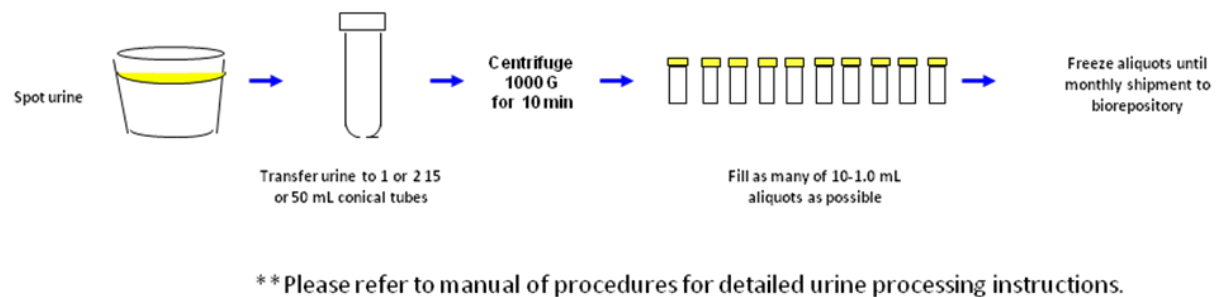 Spot urine
Transfer urine to 1 or 2 15
or 50 mL conical tubes
Centrifuge
1000 G
for 10 min
Fill as many of 10-1.0 mL
aliquots as possible
Freeze aliquots until
monthly shipment to
biorepository
**Please refer to manual of procedures for detailed urine processing instructions.